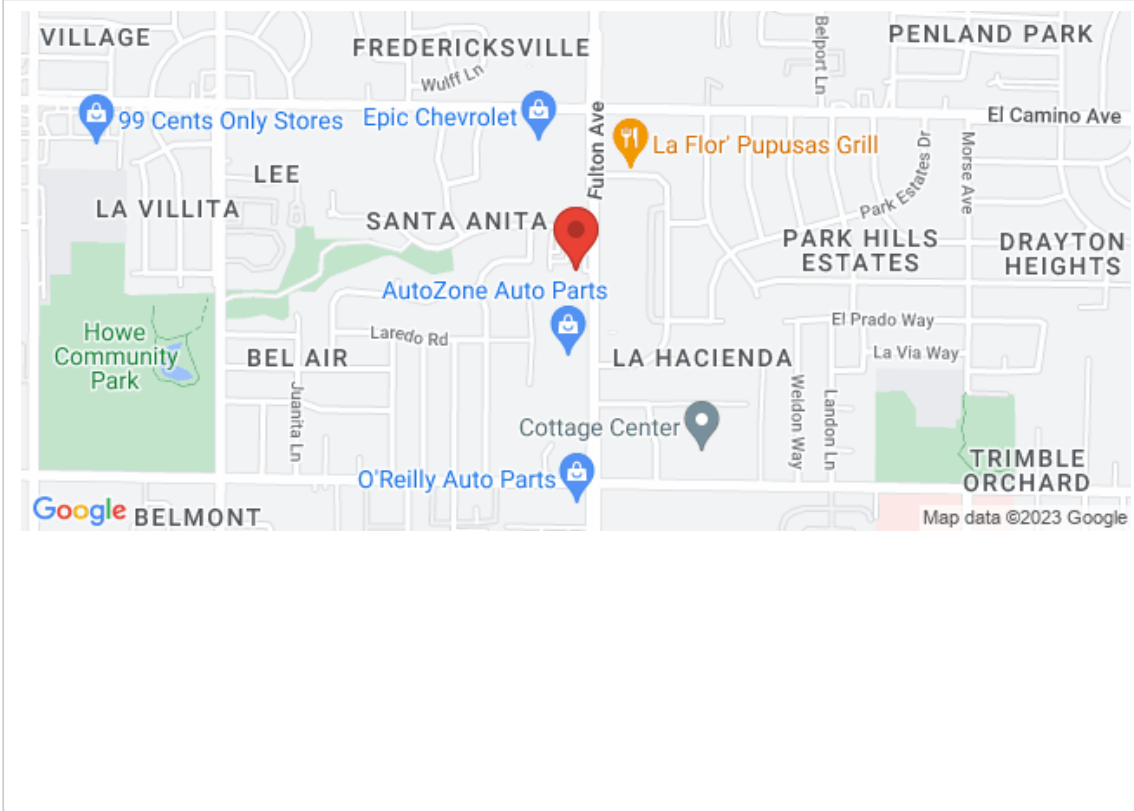 VILLAGE
FREDERICKSVILLE
PENLAND PARK
Belport Ln
Wulff Ln
99 Cents Only Stores
Epic Chevrolet
Fulton Ave
El Camino Ave
La Flor' Pupusas Grill
LEE
Park Estates Dr
Morse Ave
LA VILLITA
SANTA ANITA
PARK HILLS
ESTATES
DRAYTON
HEIGHTS
AutoZone Auto Parts
Howe
Community
Park
Laredo Rd
El Prado Way
BEL AIR
LA HACIENDA
La Via Way
Juanita Ln
Weldon Way
Landon Ln
Cottage Center
TRIMBLE
ORCHARD
O'Reilly Auto Parts
Google
BELMONT
Map data ©2023 Google